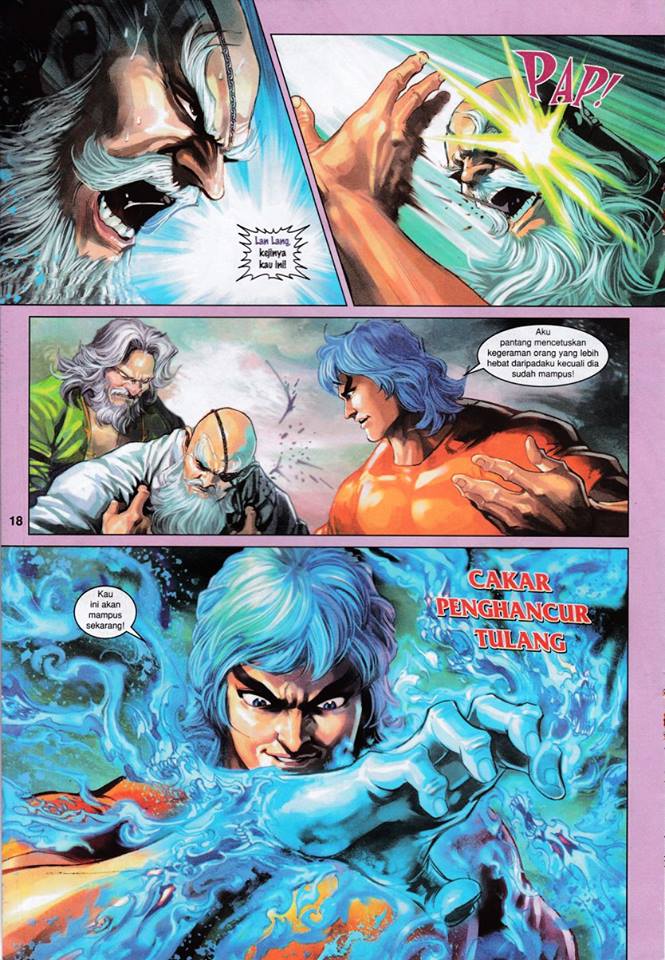 Lan Lang,
kejinya
kau ini!
PAP!
Aku
pantang mencetuskan
kegeraman orang yang lebih
hebat daripadaku kecuali dia
sudah mampus!
18
Kau
ini akan
mampus
sekarang!
CAKAR
PENGHANCUR
TULANG